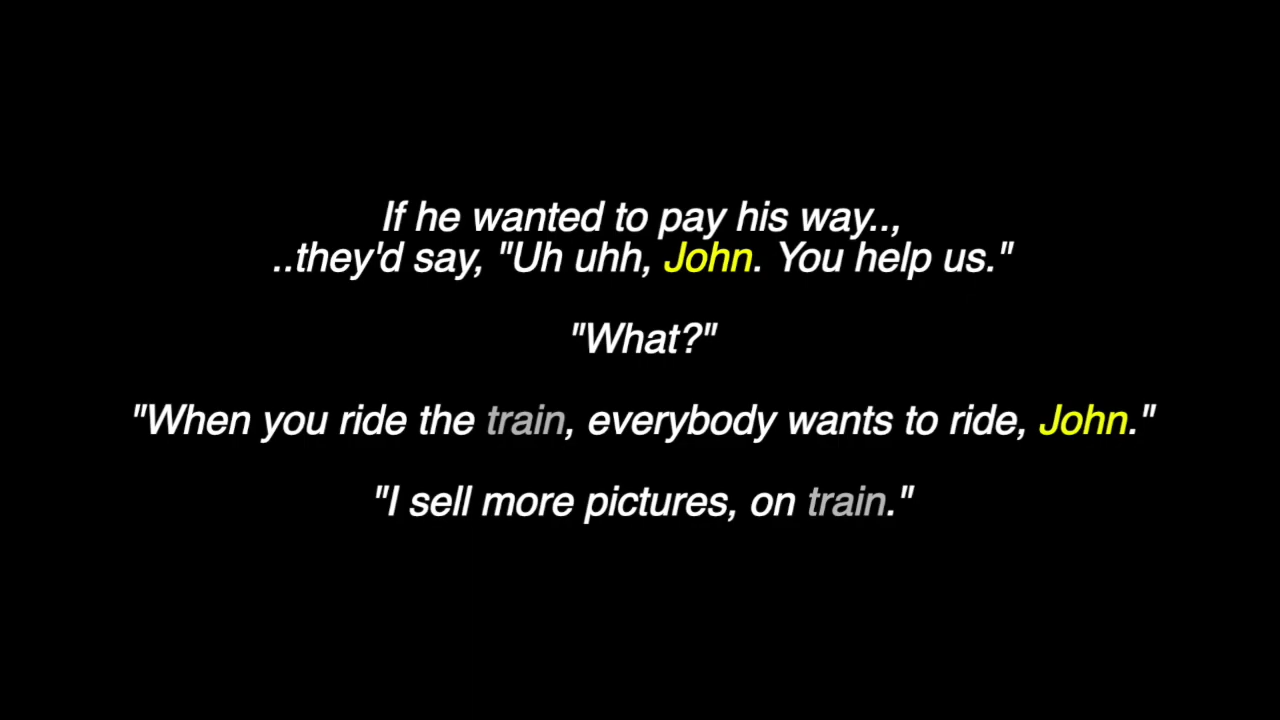 If he wanted to pay his way..,
..they'd say, "Uh uhh, John. You help us."
"What?"
"When you ride the train, everybody wants to ride, John."
"I sell more pictures, on train."